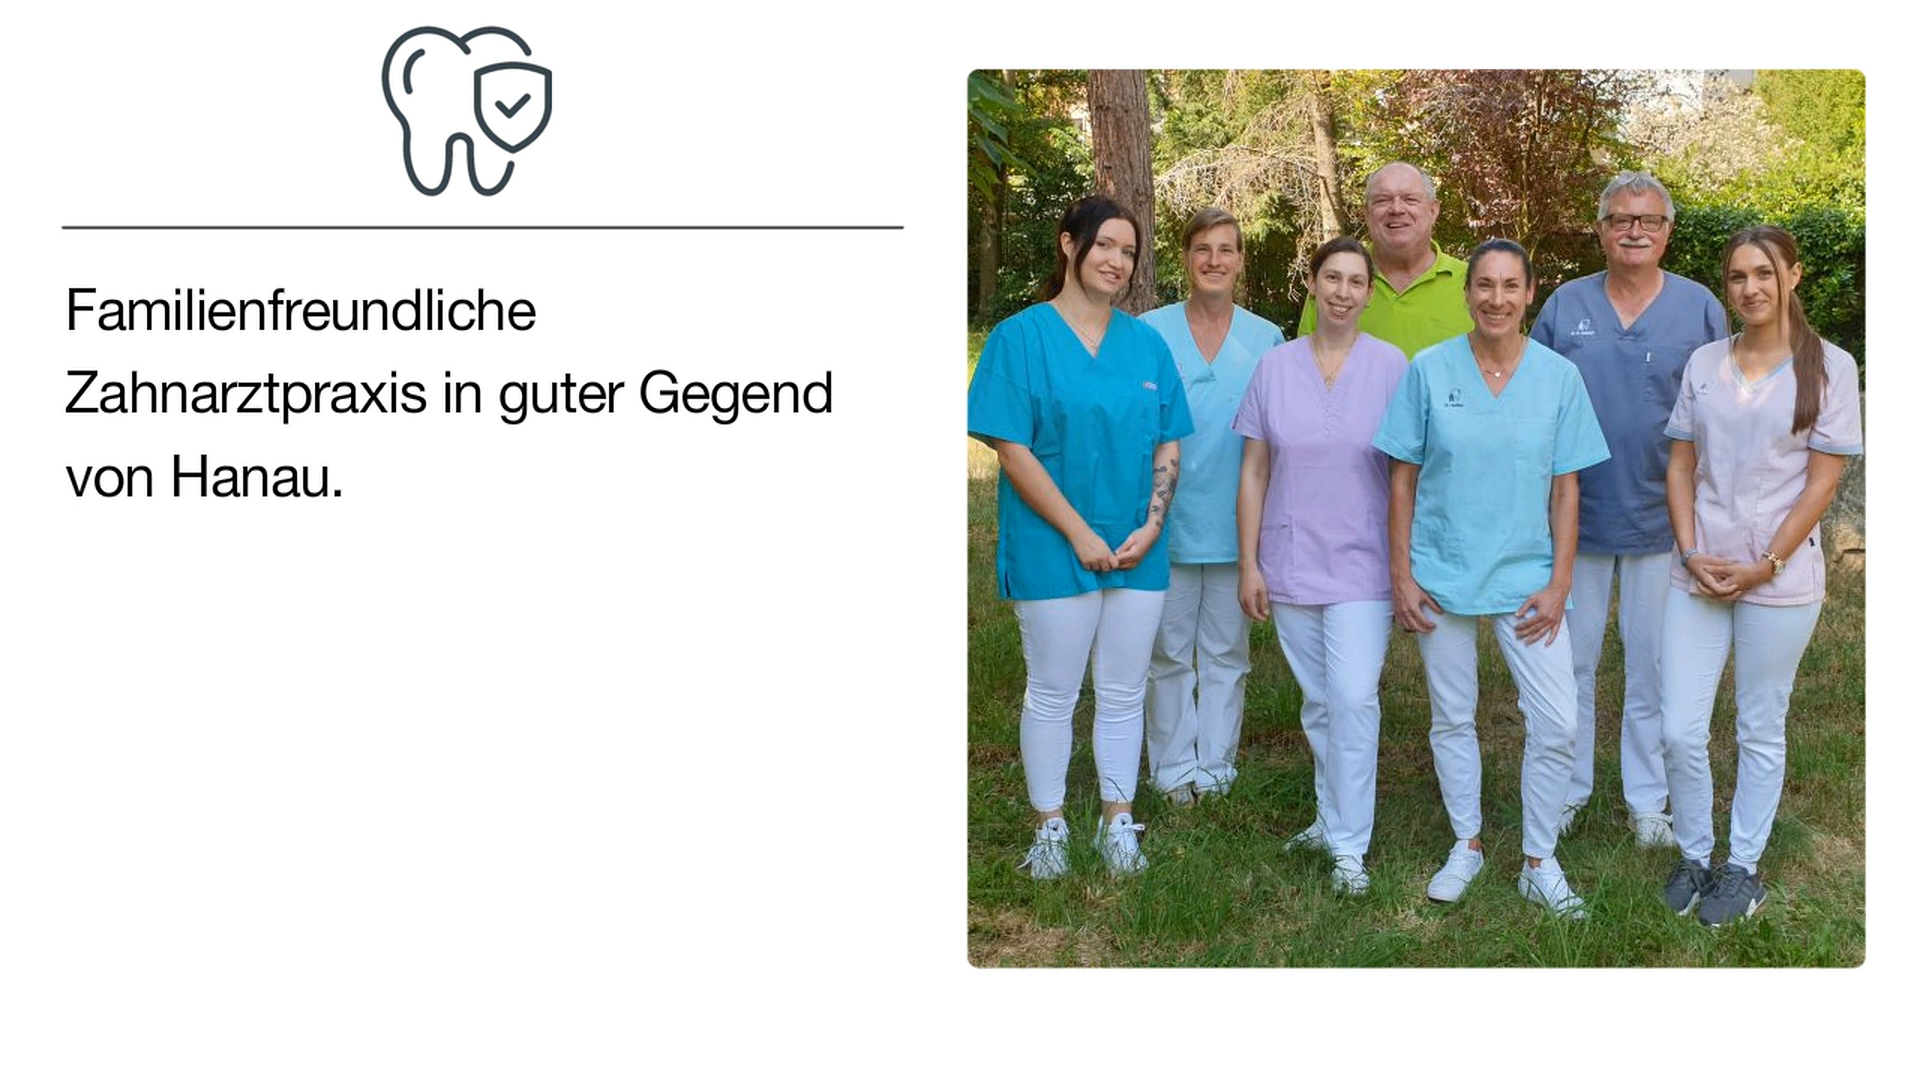 Familienfreundliche
Zahnarztpraxis in guter Gegend
von Hanau.